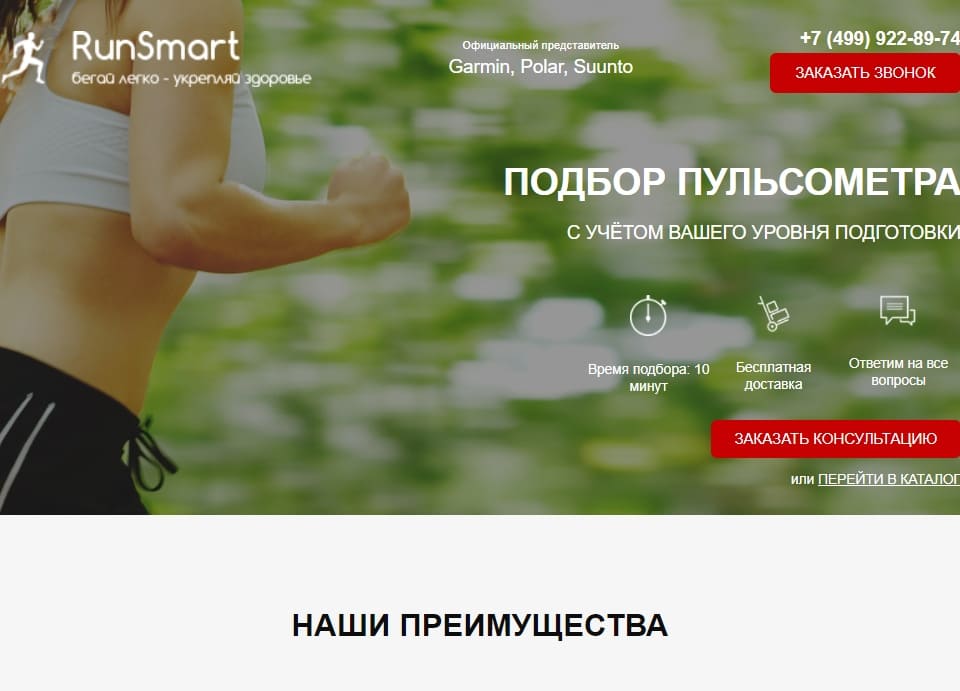 RunSmart
бегай легко - укрепляй здоровье
Официальный представитель
Garmin, Polar, Suunto
+7 (499) 922-89-74
ЗАКАЗАТЬ ЗВОНОК
ПОДБОР ПУЛЬСОМЕТРА
С УЧЁТОМ ВАШЕГО УРОВНЯ ПОДГОТОВКИ
Время подбора: 10
минут
Бесплатная
доставка
Ответим на все
вопросы
ЗАКАЗАТЬ КОНСУЛЬТАЦИЮ
или ПЕРЕЙТИ В КАТАЛОГ
НАШИ ПРЕИМУЩЕСТВА